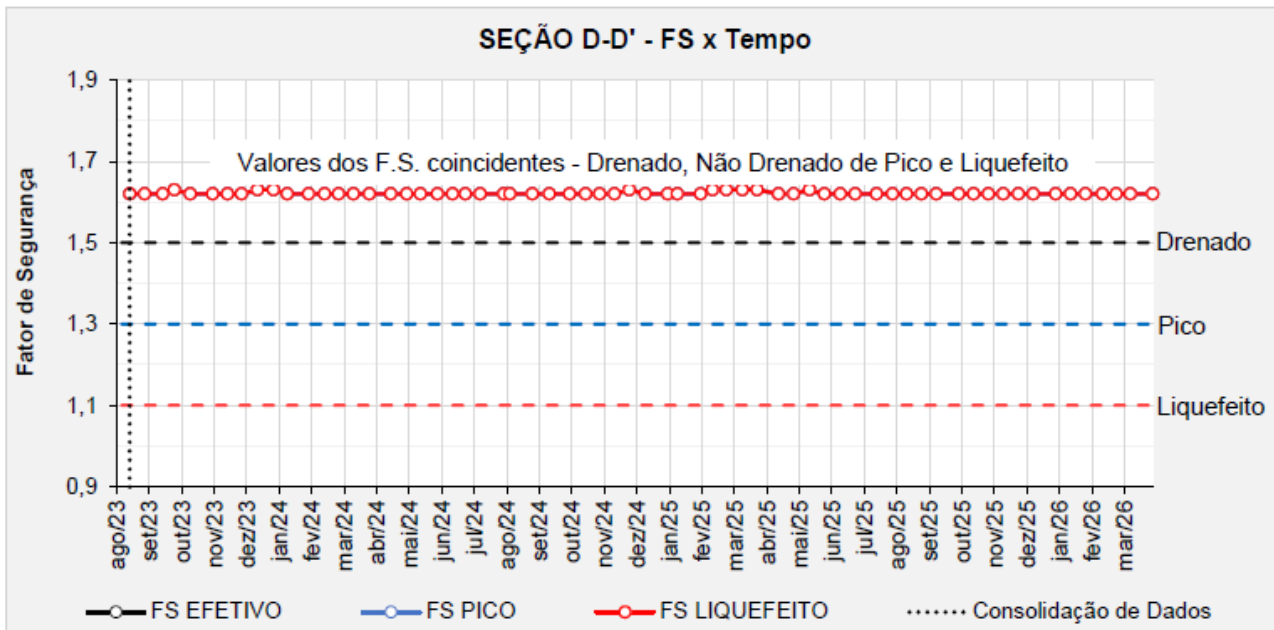 SEÇÃO D-D' - FS x Tempo
Fator de Segurança
1,9
1,7
1,5
1,3
1,1
0,9
Valores dos F.S. coincidentes - Drenado, Não Drenado de Pico e Liquefeito
Drenado
Pico
Liquefeito
ago/23
set/23
out/23
nov/23
dez/23
jan/24
fev/24
mar/24
abr/24
mai/24
jun/24
jul/24
ago/24
set/24
out/24
nov/24
dez/24
jan/25
fev/25
mar/25
abr/25
mai/25
jun/25
jul/25
ago/25
set/25
out/25
nov/25
dez/25
jan/26
fev/26
mar/26
FS EFETIVO
FS PICO
FS LIQUEFEITO
Consolidação de Dados